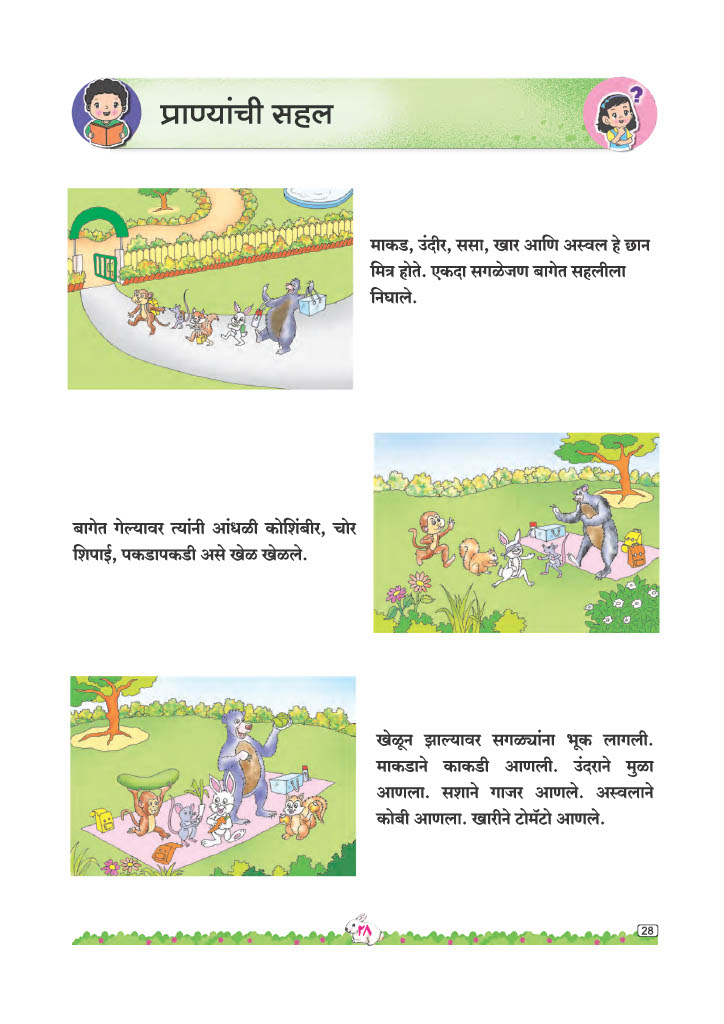 प्राण्यांची सहल
?
माकड, उंदीर, ससा, खार आणि अस्वल हे छान
मित्र होते. एकदा सगळेजण बागेत सहलीला
निघाले.
बागेत गेल्यावर त्यांनी आंधळी कोशिंबीर, चोर
शिपाई, पकडापकडी असे खेळ खेळले.
खेळून झाल्यावर सगळ्यांना भूक लागली.
माकडाने काकडी आणली. उंदराने मुळा
आणला. सशाने गाजर आणले. अस्वलाने
कोबी आणला. खारीने टोमॅटो आणले.
२८
28